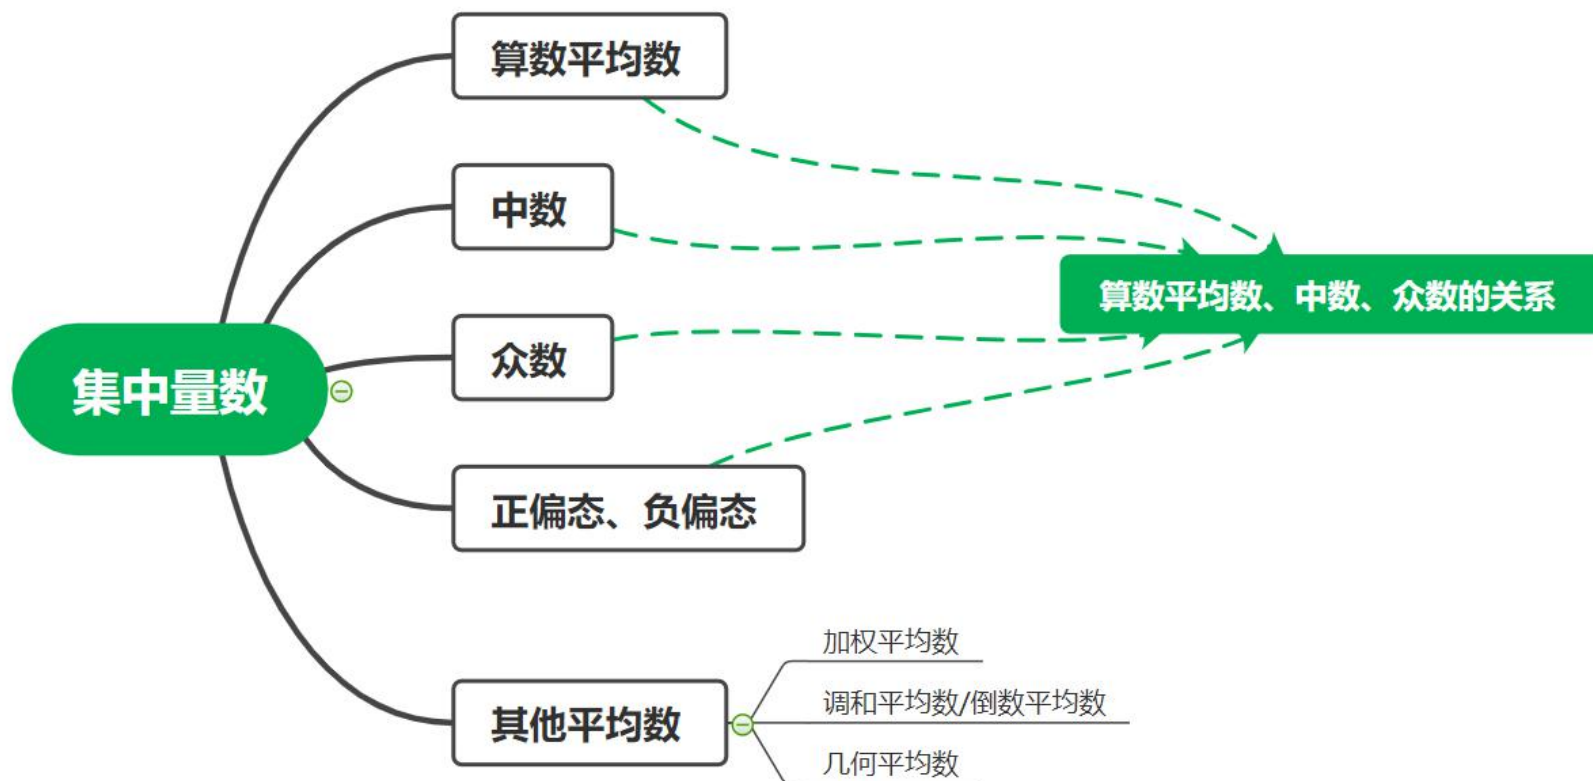 算数平均数
中数
算数平均数、中数、众数的关系
众数
集中量数
正偏态、负偏态
加权平均数
调和平均数/倒数平均数
其他平均数
几何平均数